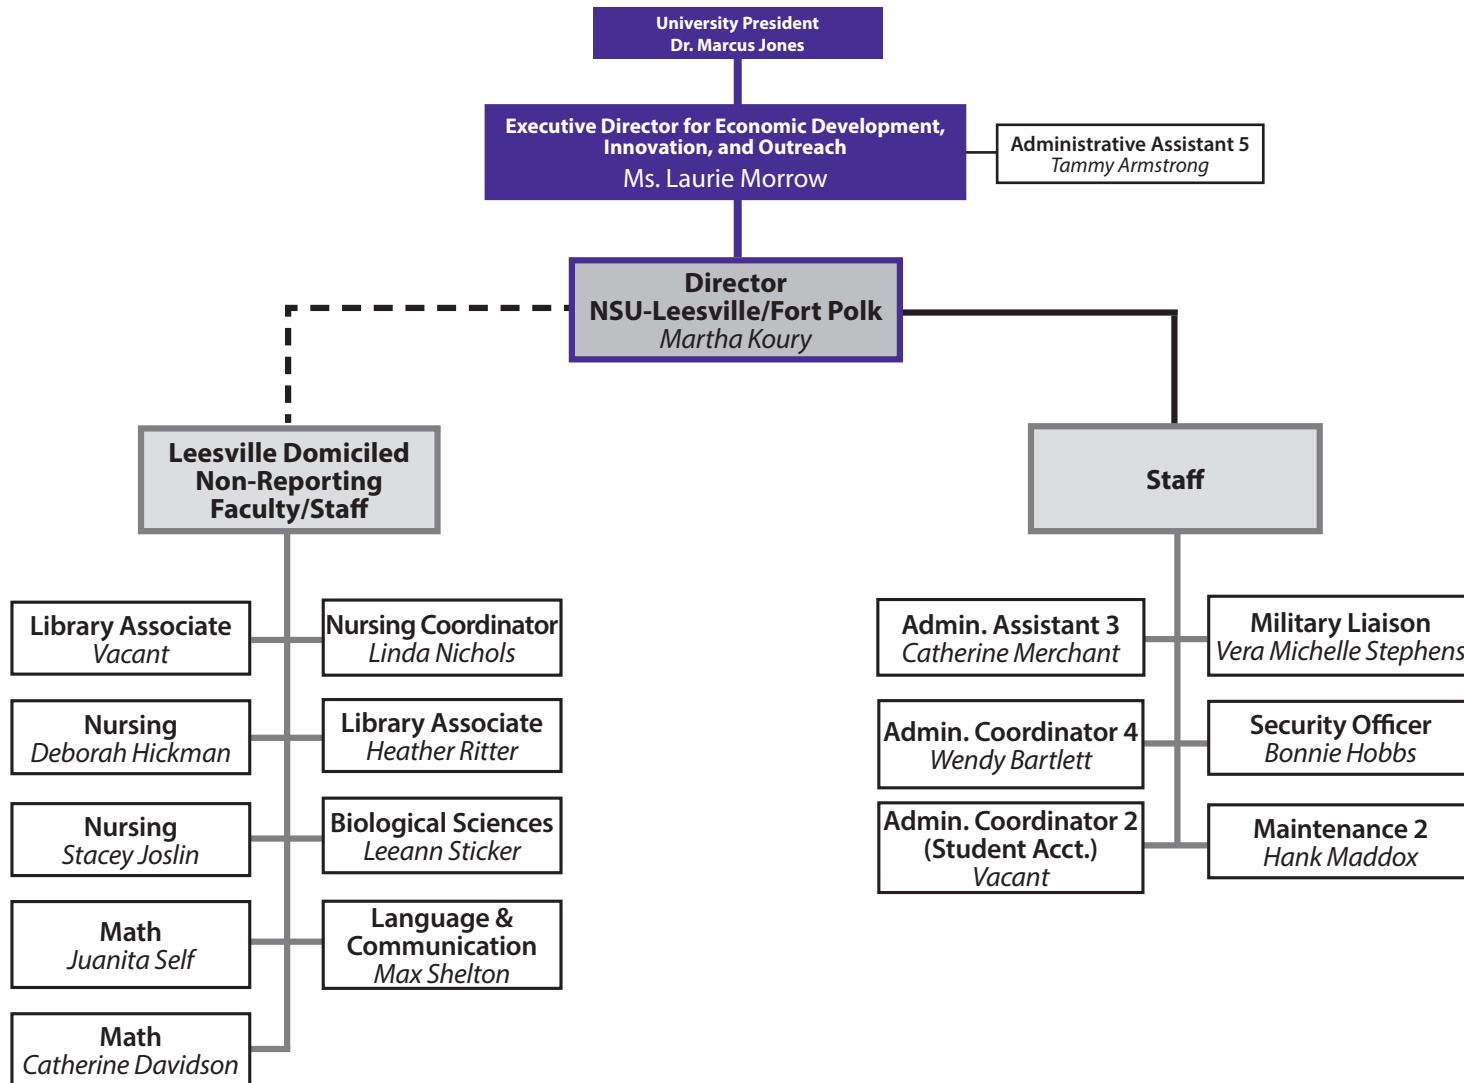 University President
Dr. Marcus Jones
Executive Director for Economic Development,
Innovation, and Outreach
Ms. Laurie Morrow
Administrative Assistant 5
Tammy Armstrong
Director
NSU-Leesville/Fort Polk
Martha Koury
Leesville Domiciled
Non-Reporting
Faculty/Staff
Staff
Library Associate
Vacant
Nursing Coordinator
Linda Nichols
Nursing
Deborah Hickman
Library Associate
Heather Ritter
Nursing
Stacey Joslin
Biological Sciences
Leeann Sticker
Math
Juanita Self
Language &
Communication
Max Shelton
Math
Catherine Davidson
Admin. Assistant 3
Catherine Merchant
Military Liaison
Vera Michelle Stephens
Admin. Coordinator 4
Wendy Bartlett
Security Officer
Bonnie Hobbs
Admin. Coordinator 2
(Student Acct.)
Vacant
Maintenance 2
Hank Maddox